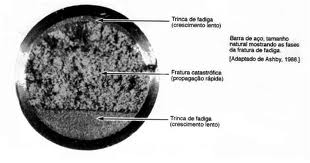 Trinca de fadiga
(crescimento lento)
Barra de aço, tamanho
natural mostrando as fases
da fratura de fadiga.
[Adaptado de Ashby, 1988.]
Fratura catastrófica
(propagação rápida)
Trinca de fadiga
(crescimento lento)